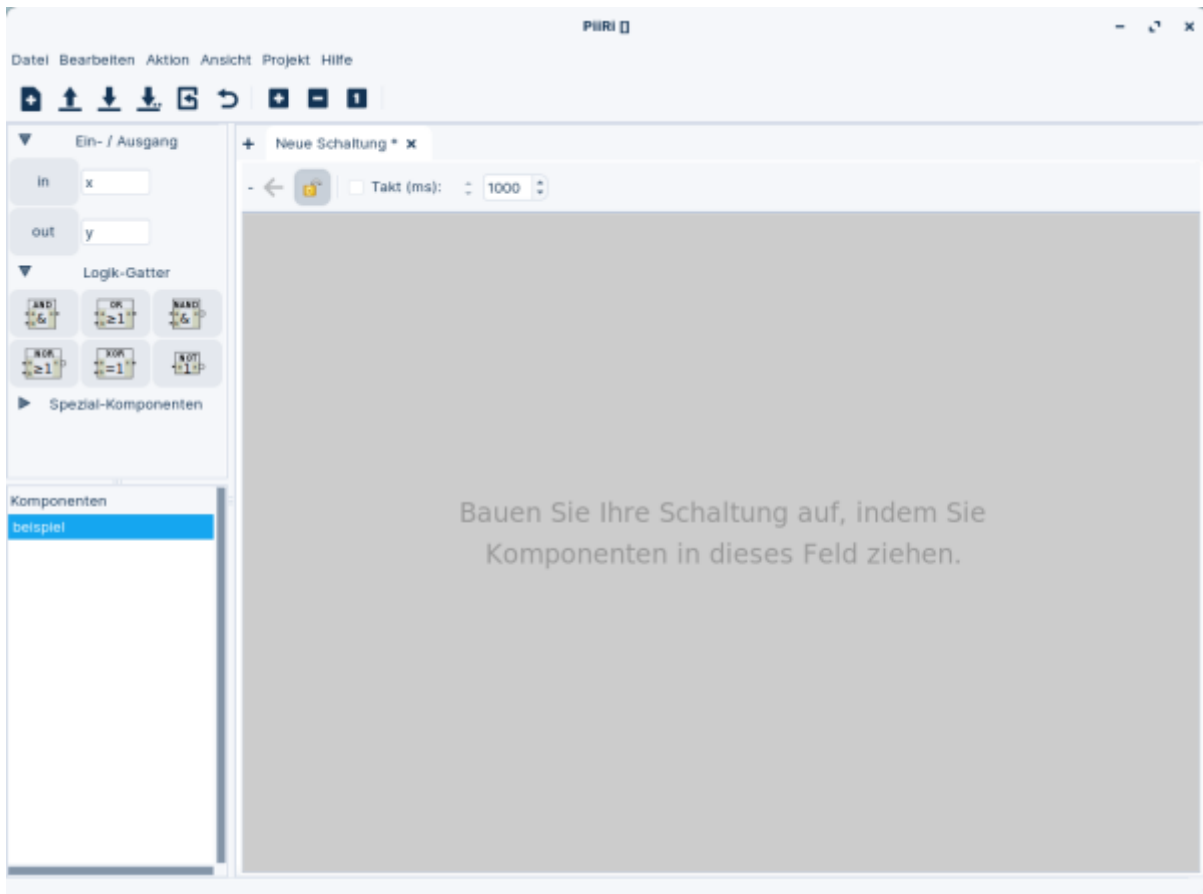 PiiRi []
Datei Bearbeiten Aktion Ansicht Projekt Hilfe
1
Ein- / Ausgang
in x
out y
Logik-Gatter
AND & OR ≥1 NAND &
NOR ≥1 XOR =1 NOT 1
Spezial-Komponenten
Komponenten
beispiel
+ Neue Schaltung * ×
- Takt (ms): 1000
Bauen Sie Ihre Schaltung auf, indem Sie
Komponenten in dieses Feld ziehen.